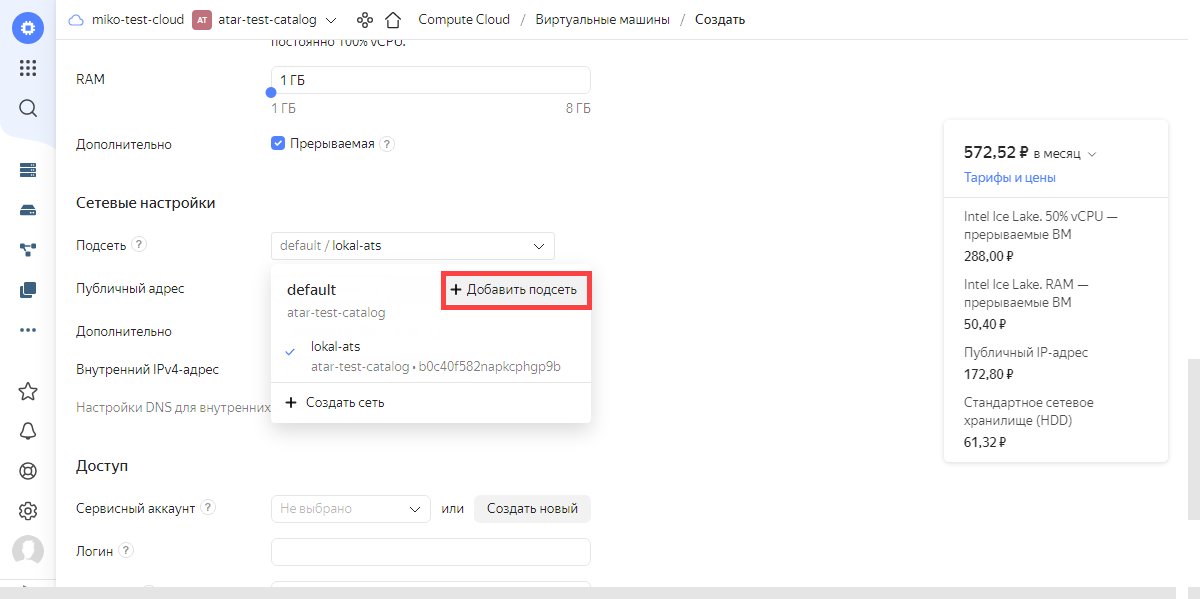 miko-test-cloud AT atar-test-catalog Compute Cloud / Виртуальные машины / Создать
постоянно 100% vCPU.
RAM
1 ГБ
1 ГБ 8 ГБ
Дополнительно
Прерываемая ?
Сетевые настройки
Подсеть ?
default / lokal-ats
Публичный адрес
default
+ Добавить подсеть
atar-test-catalog
Дополнительно
lokal-ats
atar-test-catalog • b0c40f582napkcphgp9b
Внутренний IPv4-адрес
+ Создать сеть
Настройки DNS для внутренних
Доступ
Сервисный аккаунт ?
Не выбрано
или
Создать новый
Логин ?
572,52 ₽ в месяц
Тарифы и цены
Intel Ice Lake. 50% vCPU —
прерываемые ВМ
288,00 ₽
Intel Ice Lake. RAM —
прерываемые ВМ
50,40 ₽
Публичный IP-адрес
172,80 ₽
Стандартное сетевое
хранилище (HDD)
61,32 ₽